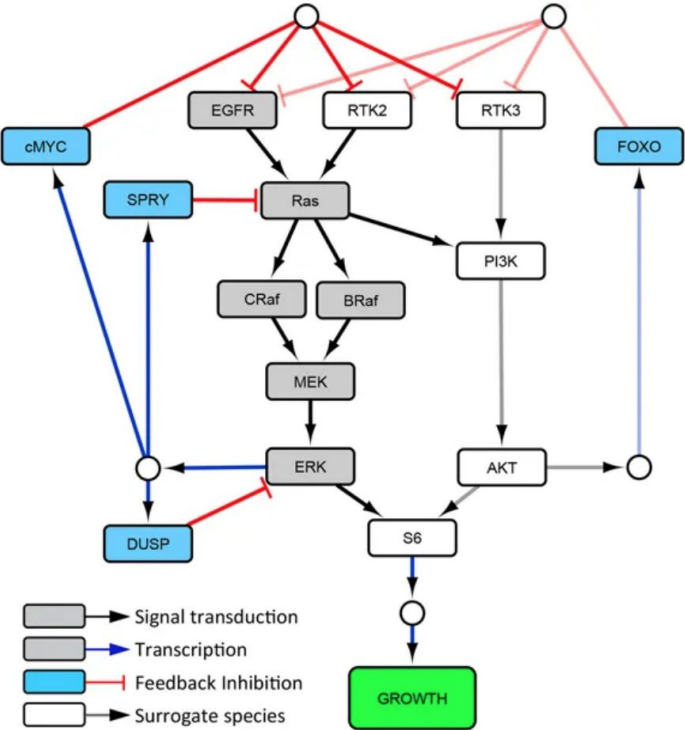 EGFR
RTK2
RTK3
cMYC
FOXO
SPRY
Ras
PI3K
CRaf
BRaf
MEK
ERK
AKT
DUSP
S6
Signal transduction
Transcription
Feedback Inhibition
Surrogate species
GROWTH